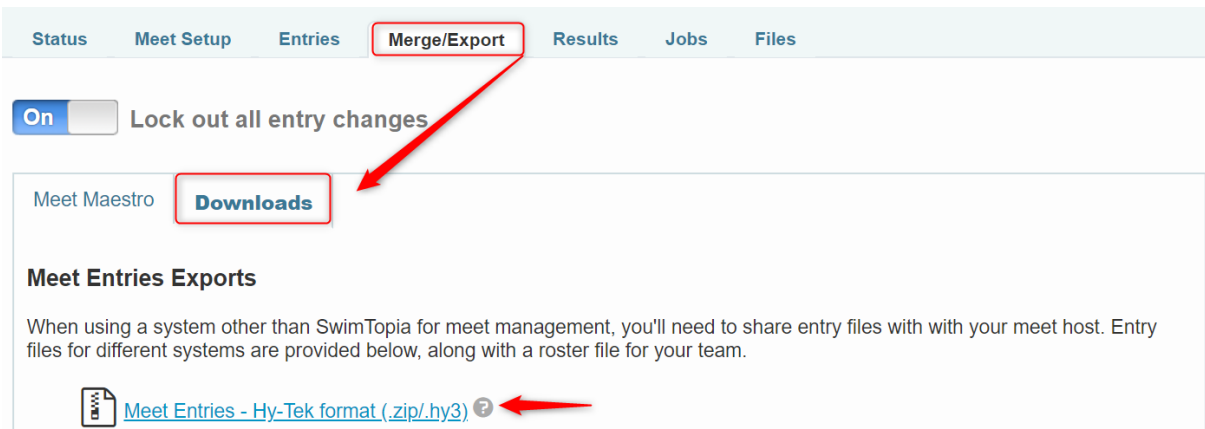 Status Meet Setup Entries Merge/Export Results Jobs Files
On Lock out all entry changes
Meet Maestro Downloads
Meet Entries Exports
When using a system other than SwimTopia for meet management, you'll need to share entry files with with your meet host. Entry
files for different systems are provided below, along with a roster file for your team.
Meet Entries - Hy-Tek format (.zip/.hy3) ?